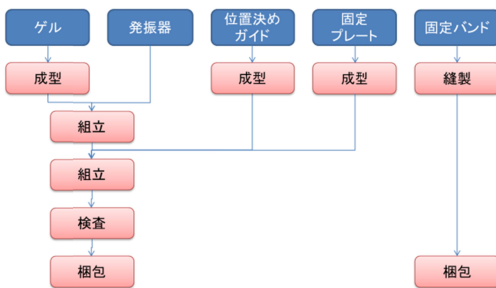 ゲル
発振器
位置決め
ガイド
固定
プレート
固定バンド
成型
成型
成型
縫製
組立
組立
検査
梱包
梱包